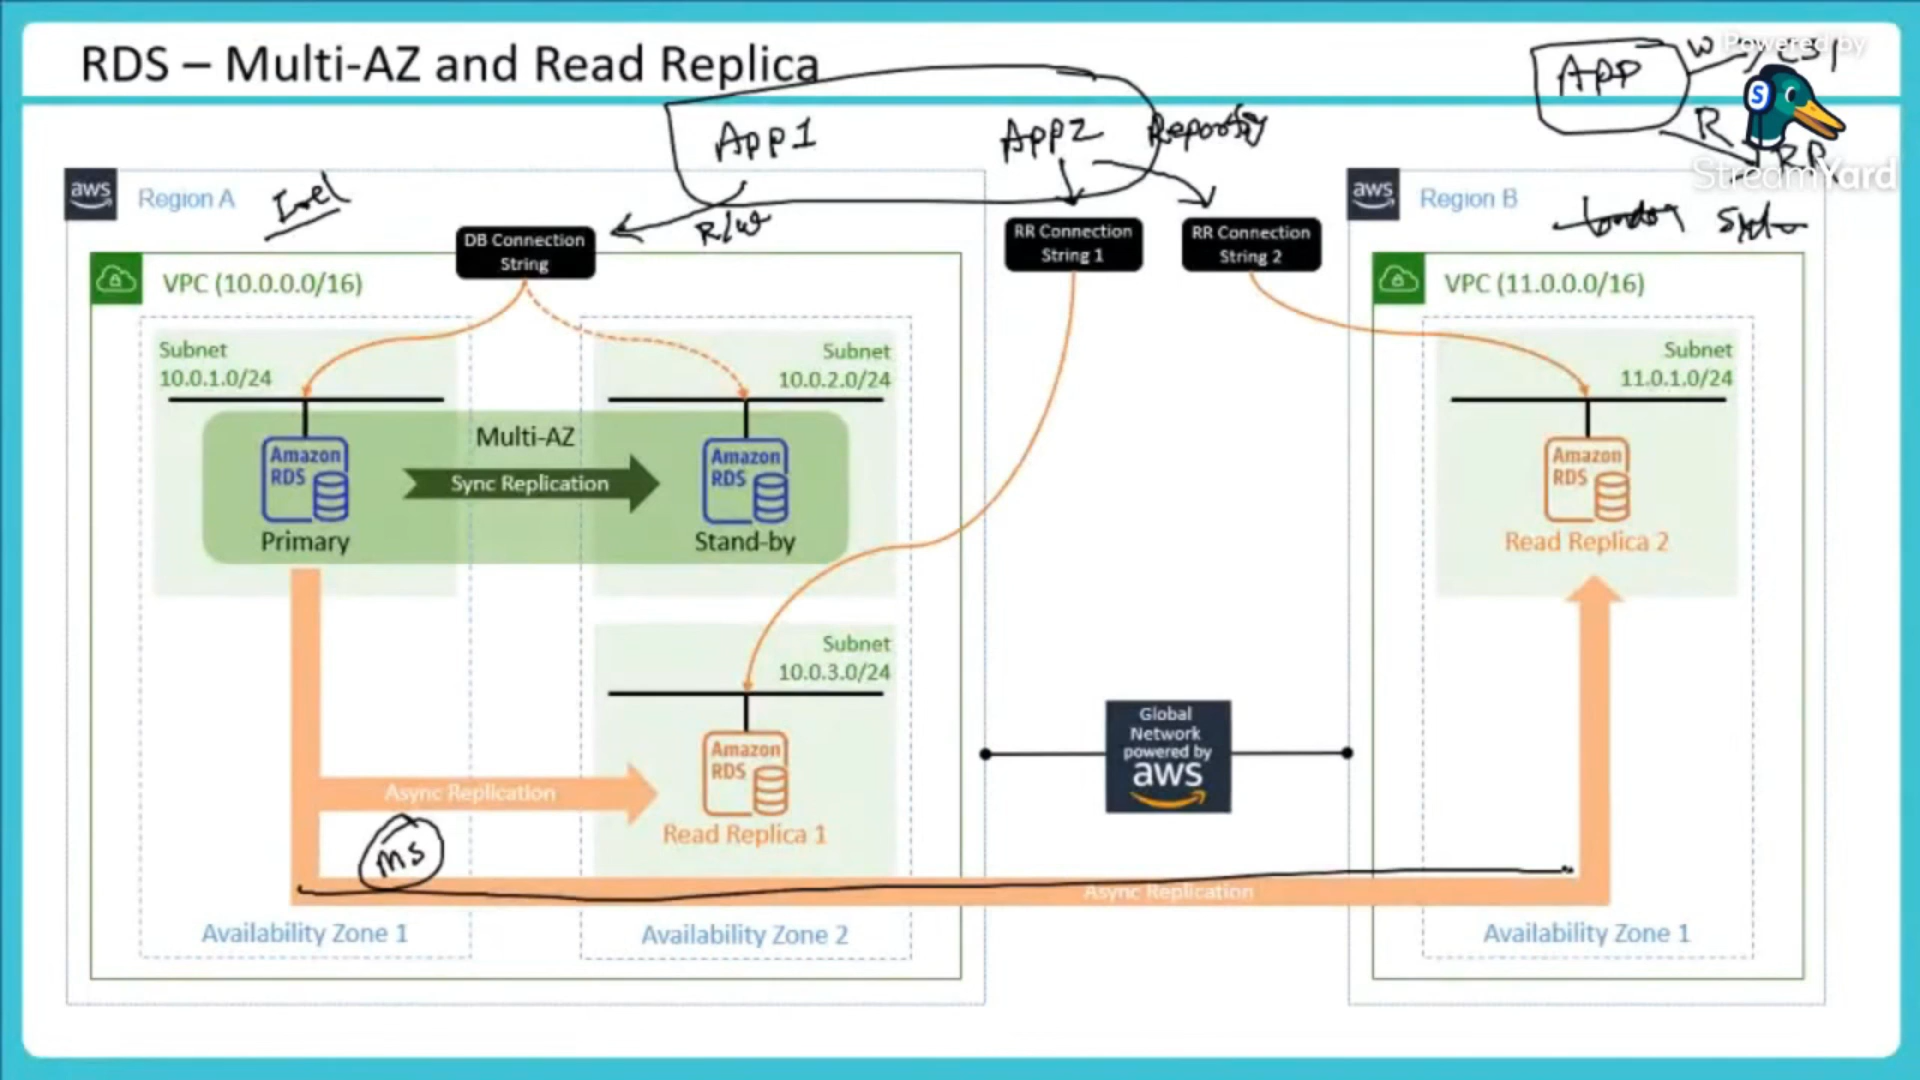 RDS – Multi-AZ and Read Replica
Powered by
StreamYard
S
APP
W
R
RR
App1
App2
Reporting
R/W
aws
Region A
DB Connection
String
RR Connection
String 1
RR Connection
String 2
aws
Region B
London
VPC (10.0.0.0/16)
VPC (11.0.0.0/16)
Subnet
10.0.1.0/24
Subnet
10.0.2.0/24
Subnet
11.0.1.0/24
Multi-AZ
Sync Replication
Amazon
RDS
Primary
Amazon
RDS
Stand-by
Amazon
RDS
Read Replica 2
Subnet
10.0.3.0/24
Amazon
RDS
Read Replica 1
Async Replication
ms
Global
Network
powered by
aws
Async Replication
Availability Zone 1
Availability Zone 2
Availability Zone 1